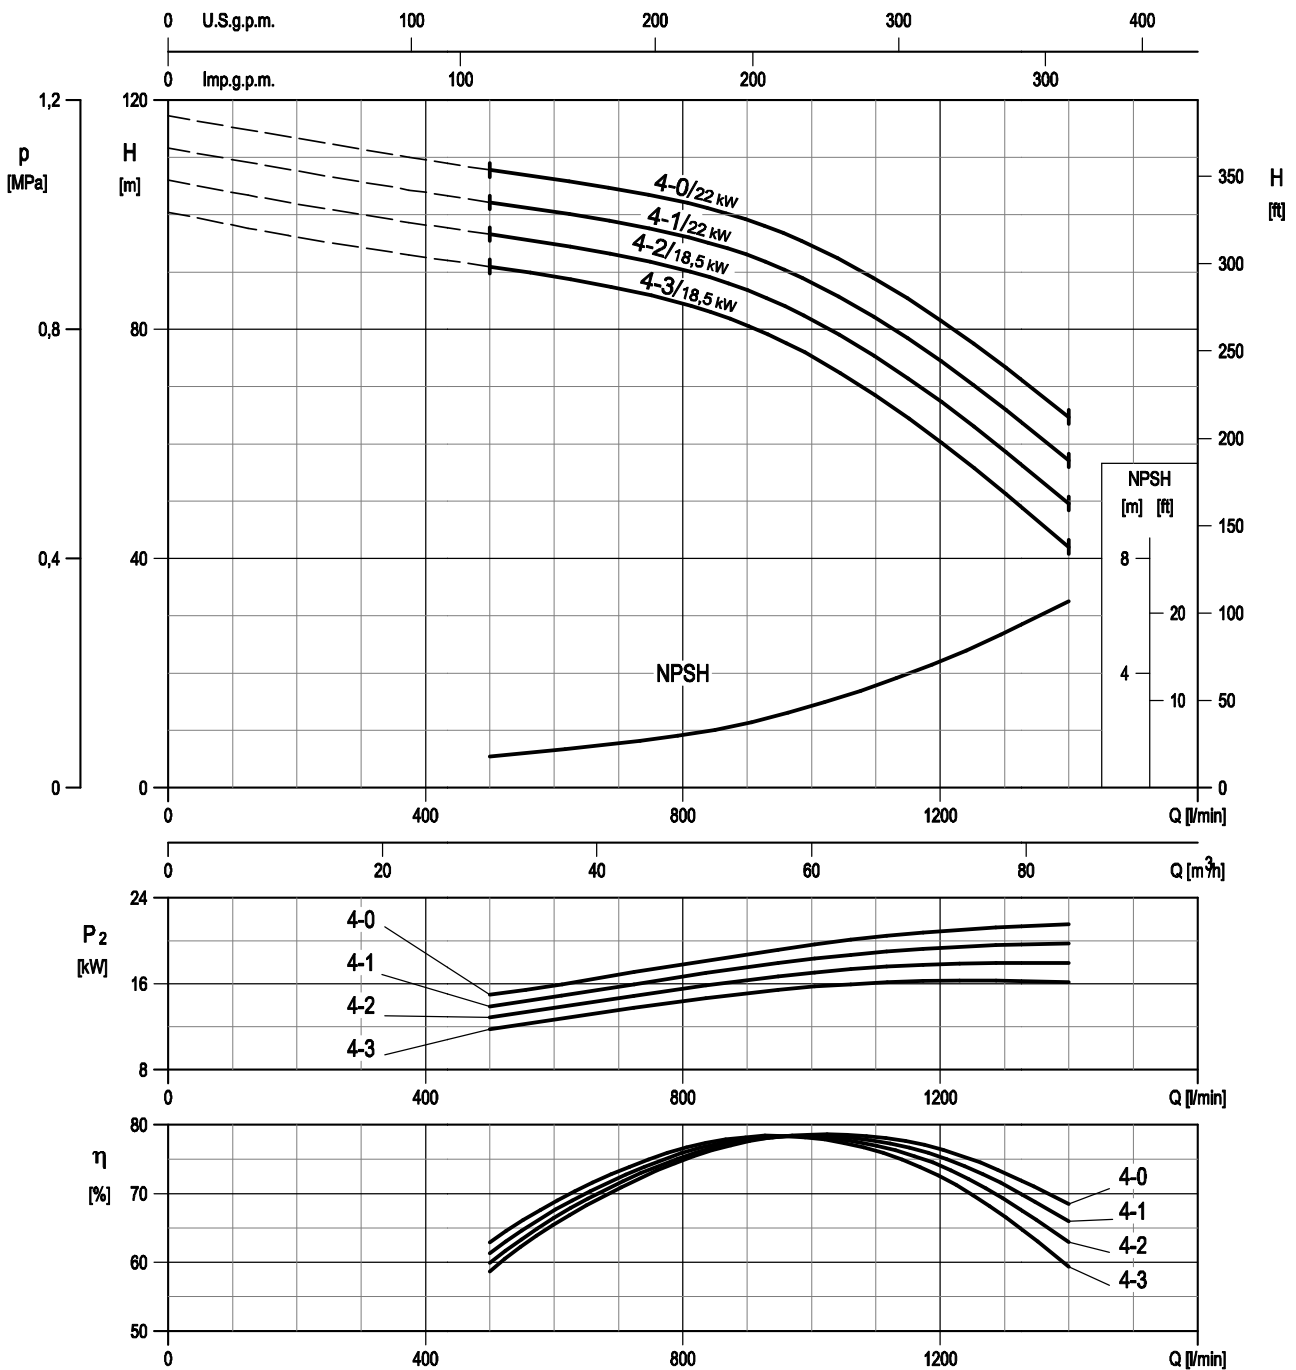 0 U.S.g.p.m. 100 200 300 400
0 Imp.g.p.m. 100 200 300
1,2 120
p H H
[MPa] [m] [ft]
350
4-0/22 kW
4-1/22 kW
4-2/18,5 kW
4-3/18,5 kW
300
0,8 80
250
200
NPSH
[m] [ft]
150
0,4 40 8
20 100
NPSH 4
10 50
0 0 0
0 400 800 1200 Q [l/min]
0 20 40 60 80 Q [m³/h]
24
P2
[kW]
4-0
4-1
16
4-2
4-3
8
0 400 800 1200 Q [l/min]
80
η
[%]
70
4-0
4-1
4-2
60
4-3
50
0 400 800 1200 Q [l/min]